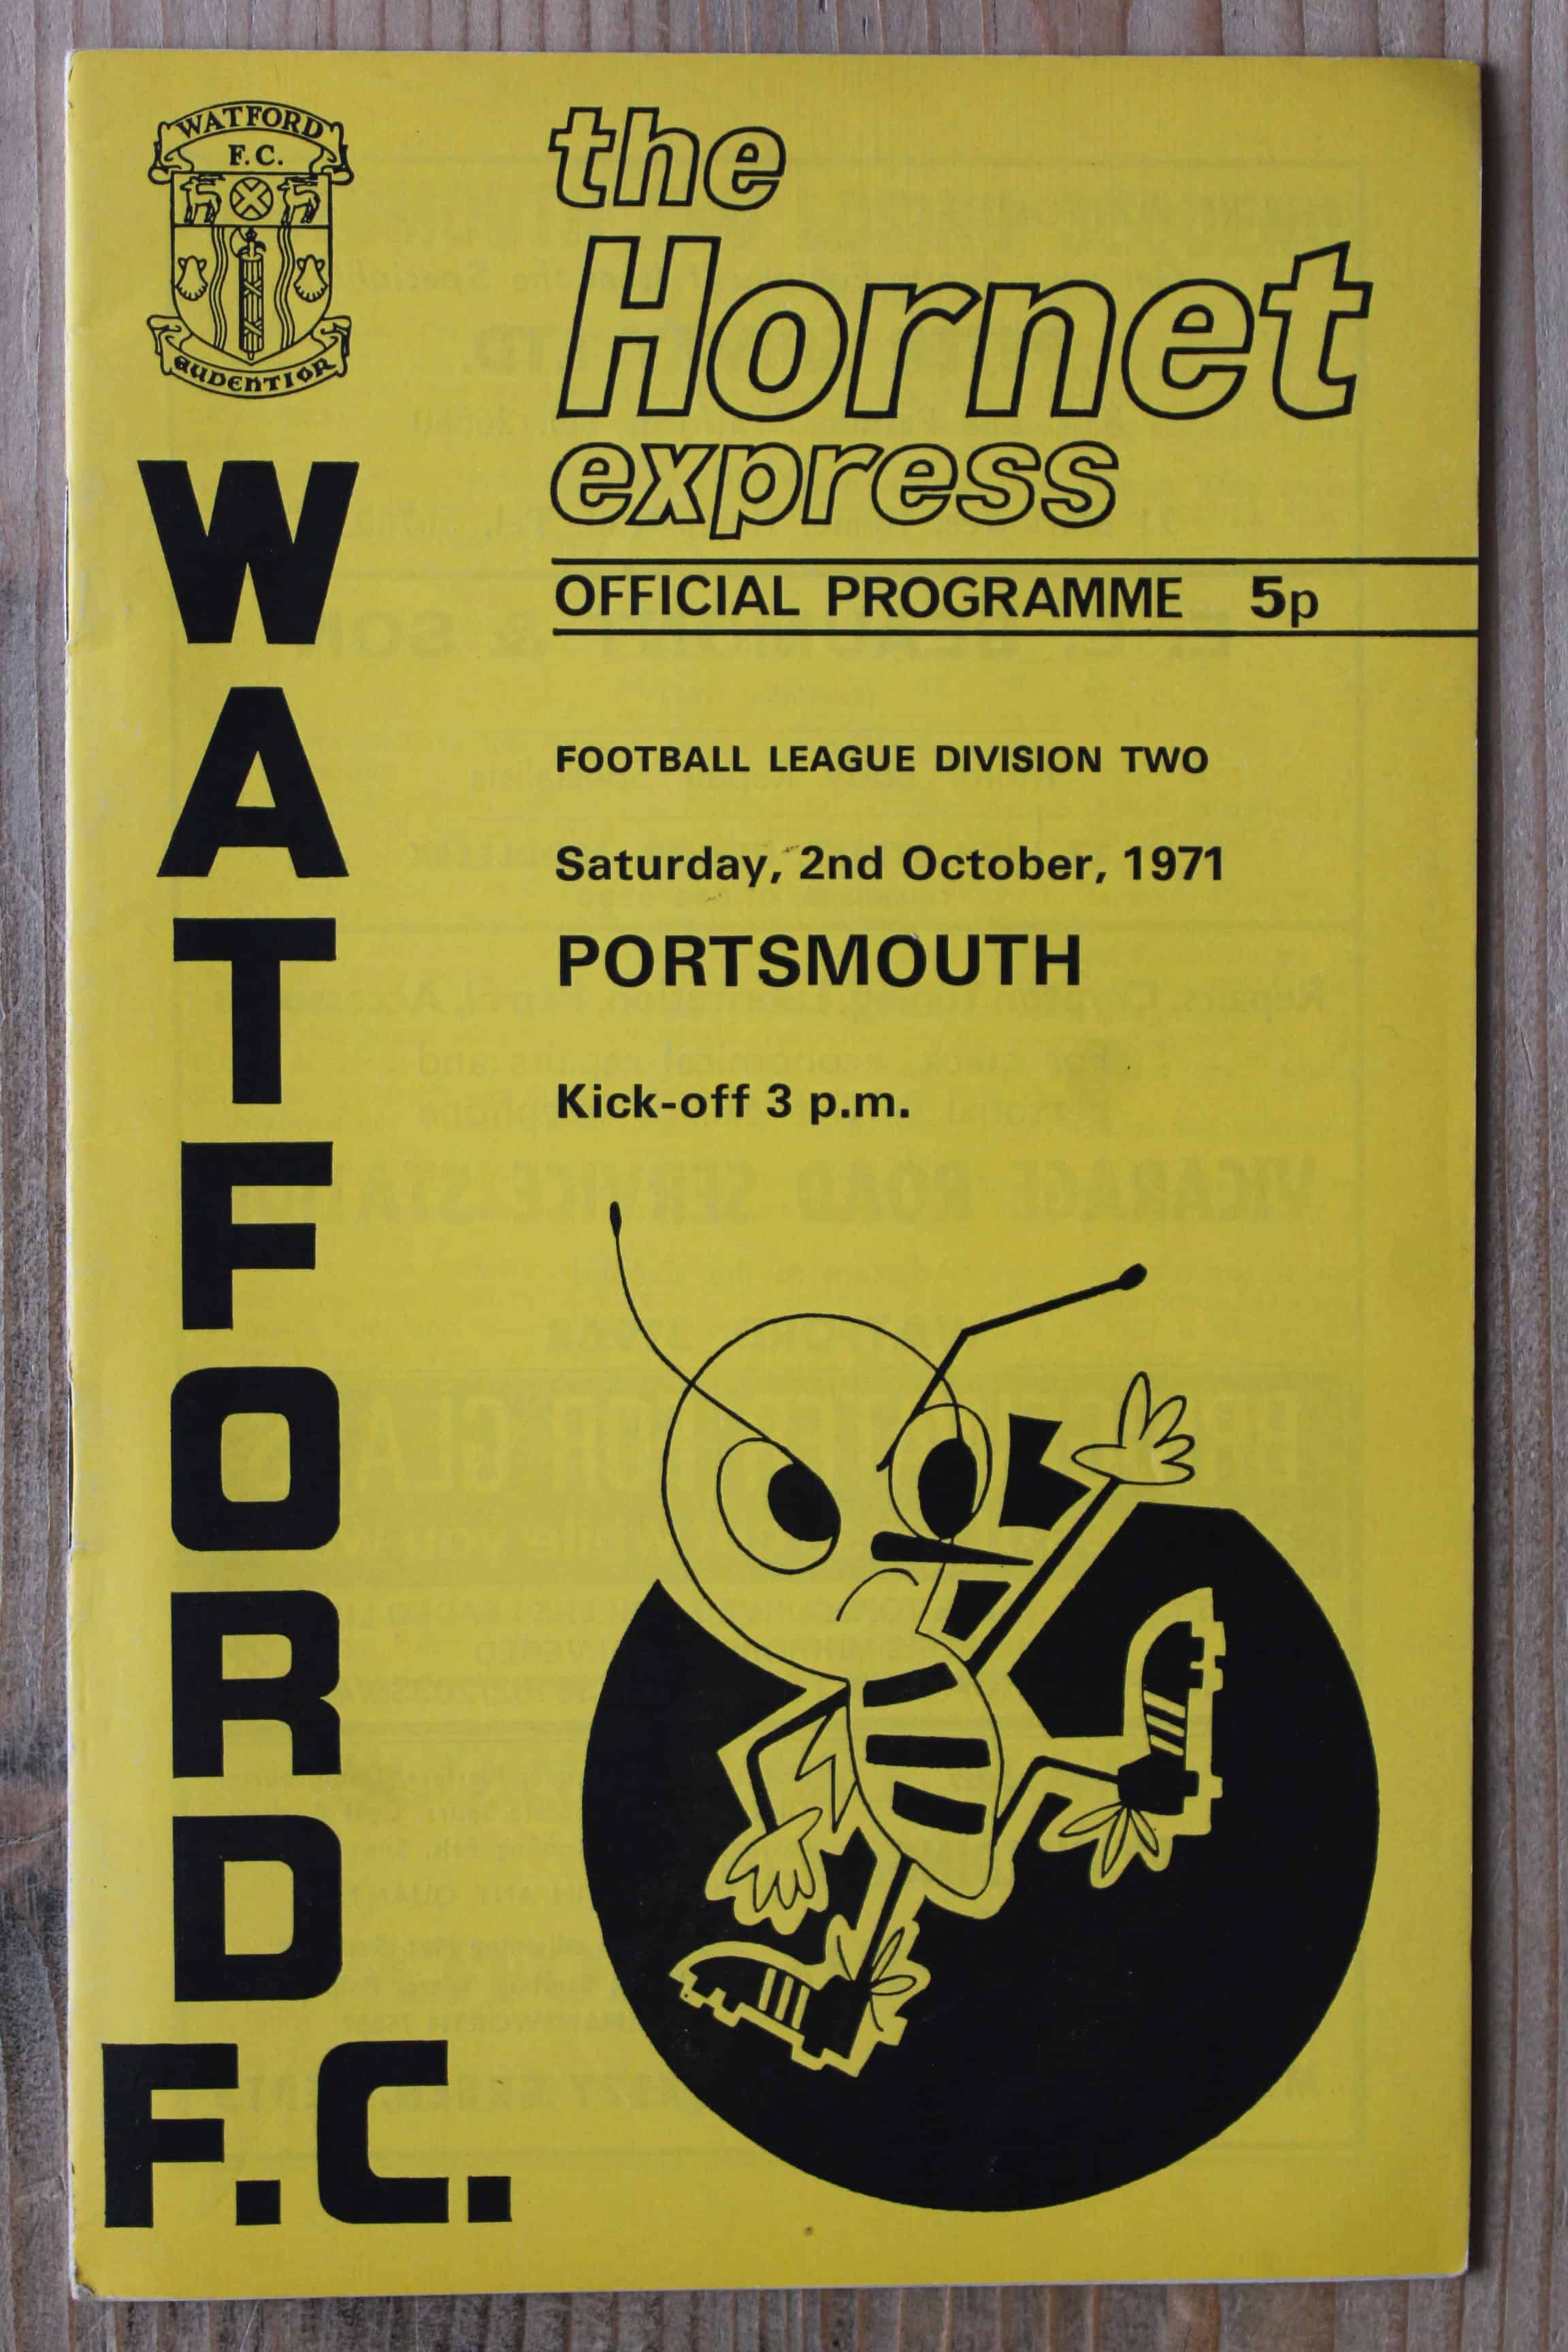 WATFORD
F.C.
AUDENTIOR
WATFORD
F.C.
the
Hornet
express
OFFICIAL PROGRAMME 5p
FOOTBALL LEAGUE DIVISION TWO
Saturday, 2nd October, 1971
PORTSMOUTH
Kick-off 3 p.m.